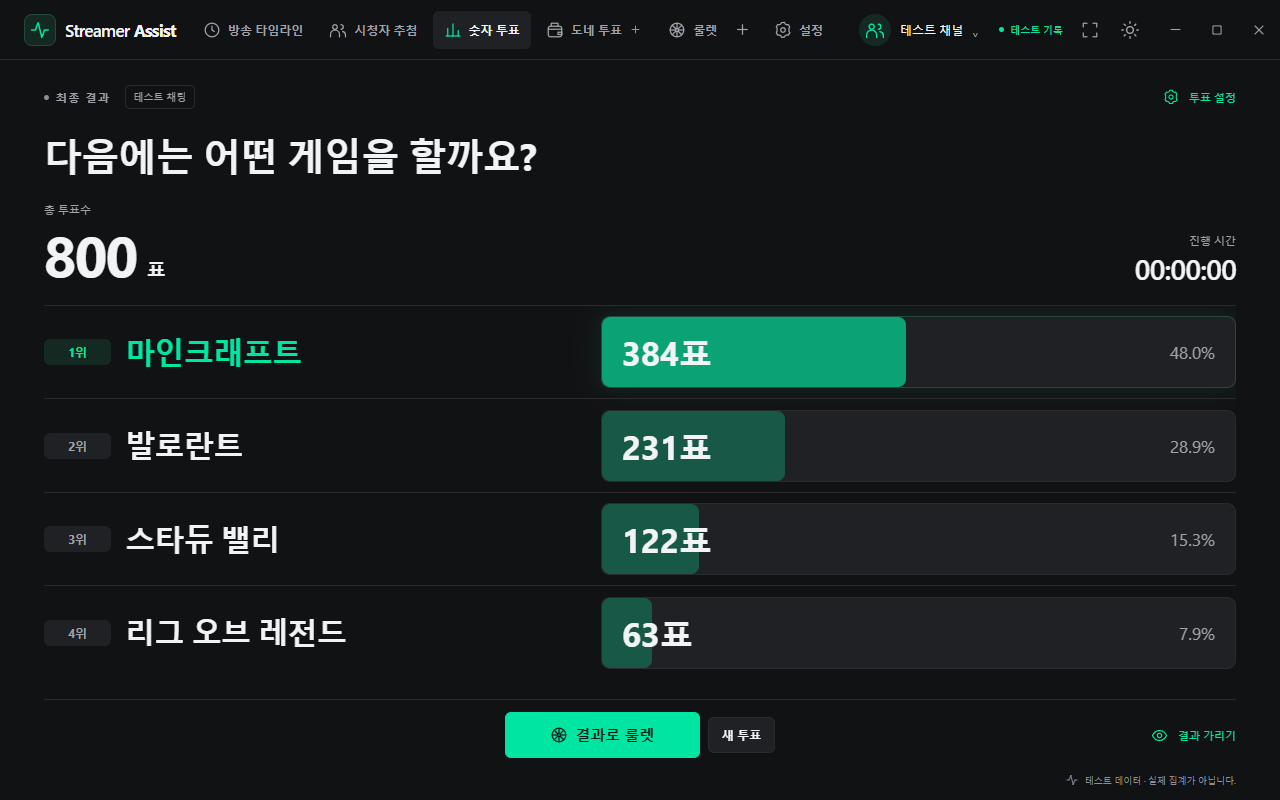 Streamer Assist 방송 타임라인 시청자 추첨 숫자 투표 도네 투표 + 룰렛 + 설정 테스트 채널 테스트 기록
최종 결과 테스트 채팅 투표 설정
다음에는 어떤 게임을 할까요?
총 투표수
800 표
진행 시간
00:00:00
1위 마인크래프트 384표 48.0%
2위 발로란트 231표 28.9%
3위 스타듀 밸리 122표 15.3%
4위 리그 오브 레전드 63표 7.9%
결과로 룰렛 새 투표 결과 가리기
테스트 데이터 · 실제 집계가 아닙니다.